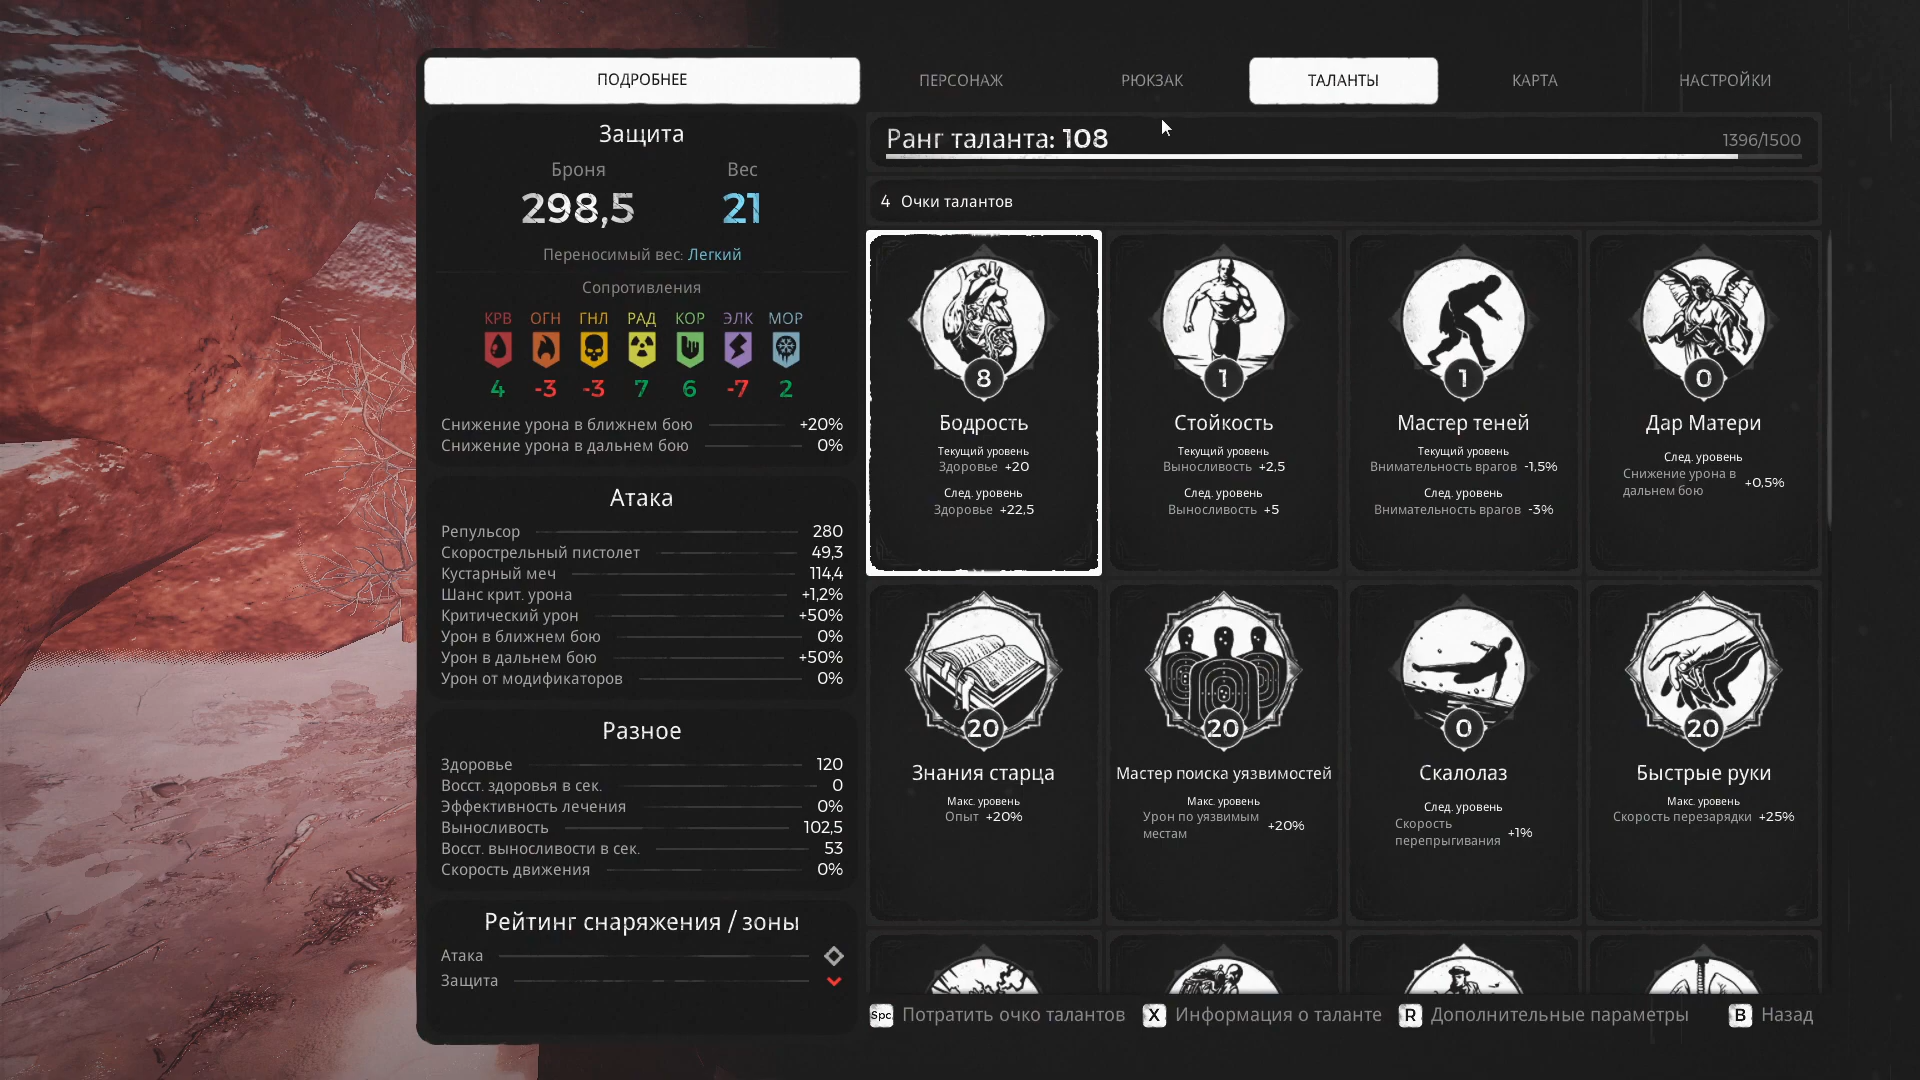 ПОДРОБНЕЕ
ПЕРСОНАЖ
РЮКЗАК
ТАЛАНТЫ
КАРТА
НАСТРОЙКИ
Защита
Броня Вес
298,5 21
Переносимый вес: Легкий
Сопротивления
КРВ ОГН ГНЛ РАД КОР ЭЛК МОР
4 -3 -3 7 6 -7 2
Снижение урона в ближнем бою +20%
Снижение урона в дальнем бою 0%
Атака
Репульсор 280
Скорострельный пистолет 49,3
Кустарный меч 114,4
Шанс крит. урона +1,2%
Критический урон +50%
Урон в ближнем бою 0%
Урон в дальнем бою +50%
Урон от модификаторов 0%
Разное
Здоровье 120
Восст. здоровья в сек. 0
Эффективность лечения 0%
Выносливость 102,5
Восст. выносливости в сек. 53
Скорость движения 0%
Рейтинг снаряжения / зоны
Атака
Защита
Ранг таланта: 108 1396/1500
4 Очки талантов
8
Бодрость
Текущий уровень
Здоровье +20
След. уровень
Здоровье +22,5
1
Стойкость
Текущий уровень
Выносливость +2,5
След. уровень
Выносливость +5
1
Мастер теней
Текущий уровень
Внимательность врагов -1,5%
След. уровень
Внимательность врагов -3%
0
Дар Матери
След. уровень
Снижение урона в
дальнем бою +0,5%
20
Знания старца
Макс. уровень
Опыт +20%
20
Мастер поиска уязвимостей
Макс. уровень
Урон по уязвимым
местам +20%
0
Скалолаз
След. уровень
Скорость
перепрыгивания +1%
20
Быстрые руки
Макс. уровень
Скорость перезарядки +25%
Spc. Потратить очко талантов X Информация о таланте R Дополнительные параметры B Назад